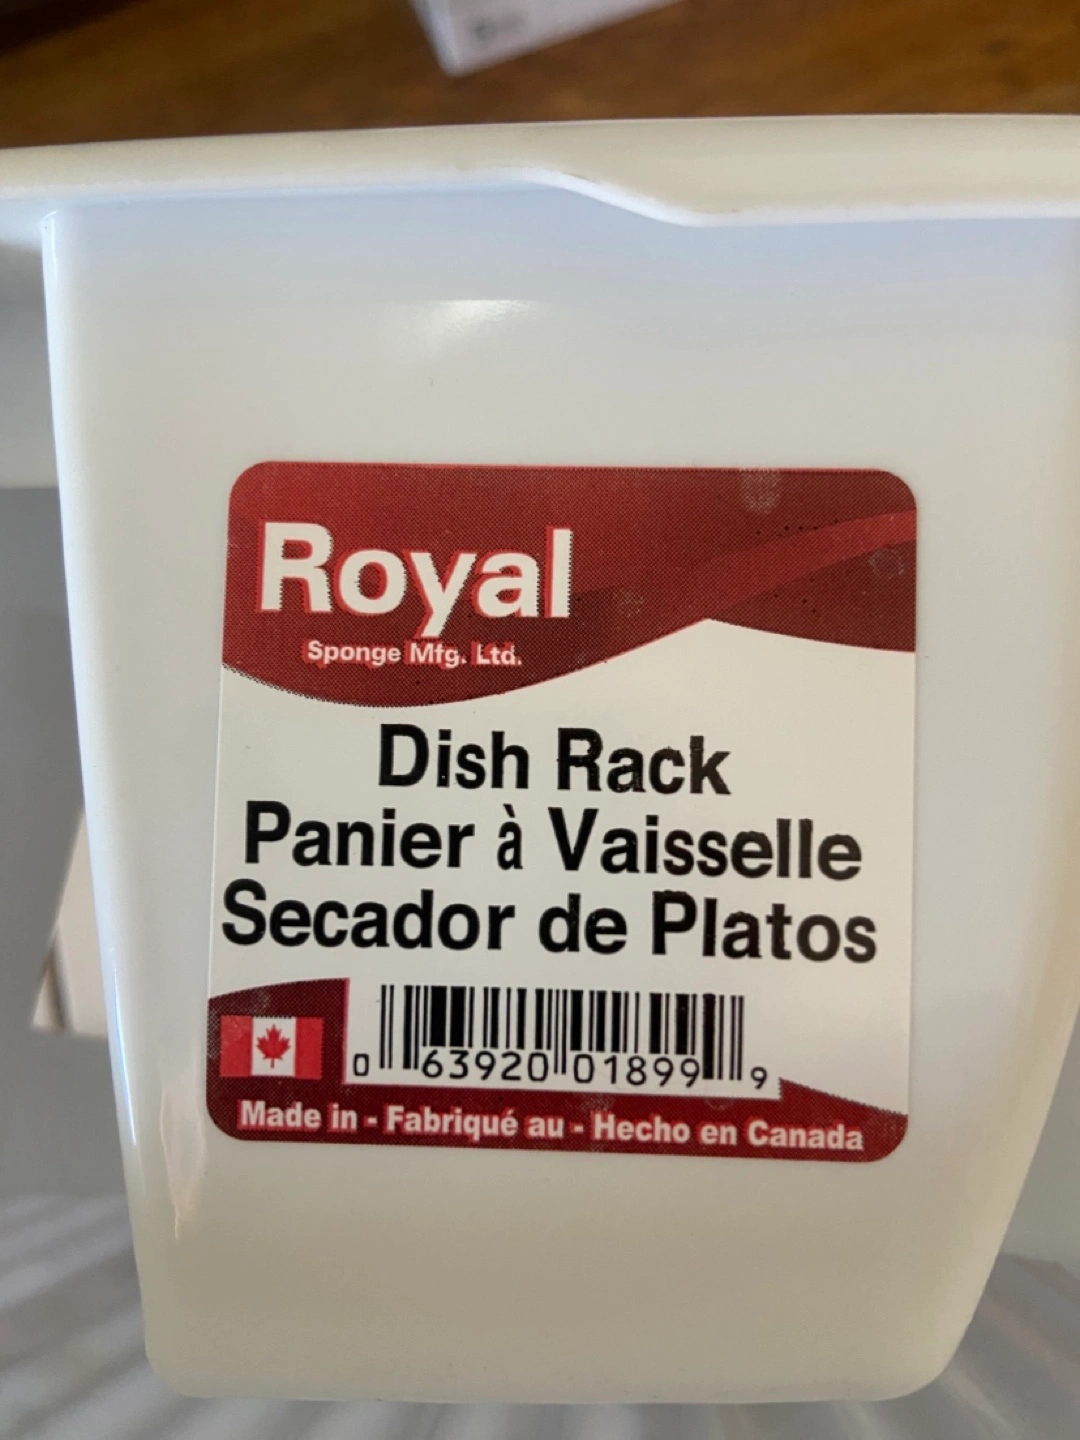 Royal
Sponge Mfg. Ltd.
Dish Rack
Panier à Vaisselle
Secador de Platos
0 63920 01899 9
Made in - Fabriqué au - Hecho en Canada